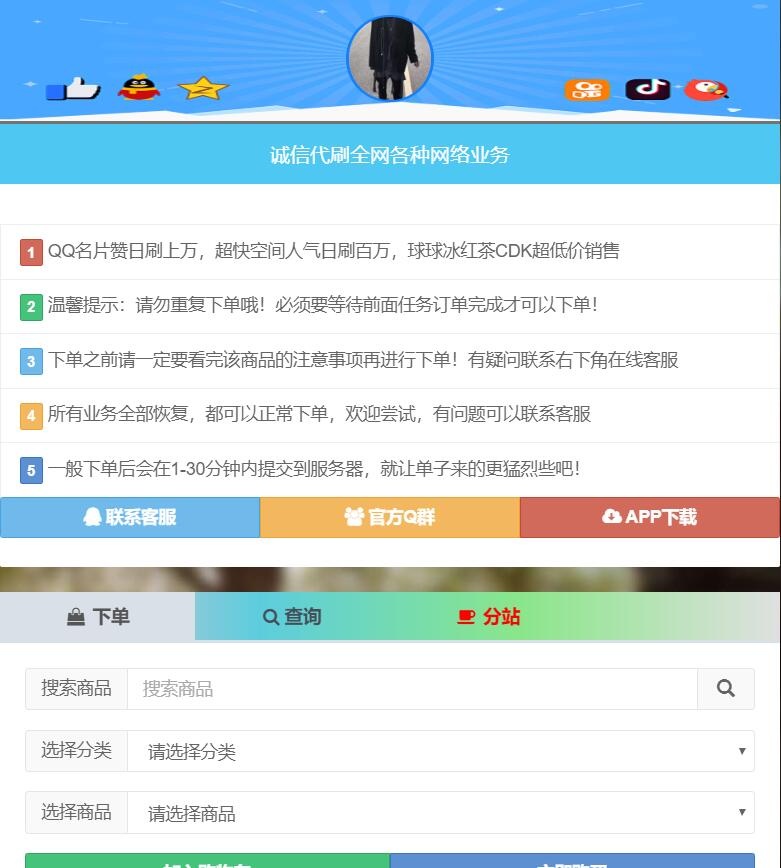 诚信代刷全网各种网络业务
1 QQ名片赞日刷上万，超快空间人气日刷百万，球球冰红茶CDK超低价销售
2 温馨提示：请勿重复下单哦！必须要等待前面任务订单完成才可以下单！
3 下单之前请一定要看完该商品的注意事项再进行下单！有疑问联系右下角在线客服
4 所有业务全部恢复，都可以正常下单，欢迎尝试，有问题可以联系客服
5 一般下单后会在1-30分钟内提交到服务器，就让单子来的更猛烈些吧！
联系客服 官方Q群 APP下载
下单 查询 分站
搜索商品 搜索商品
选择分类 请选择分类
选择商品 请选择商品